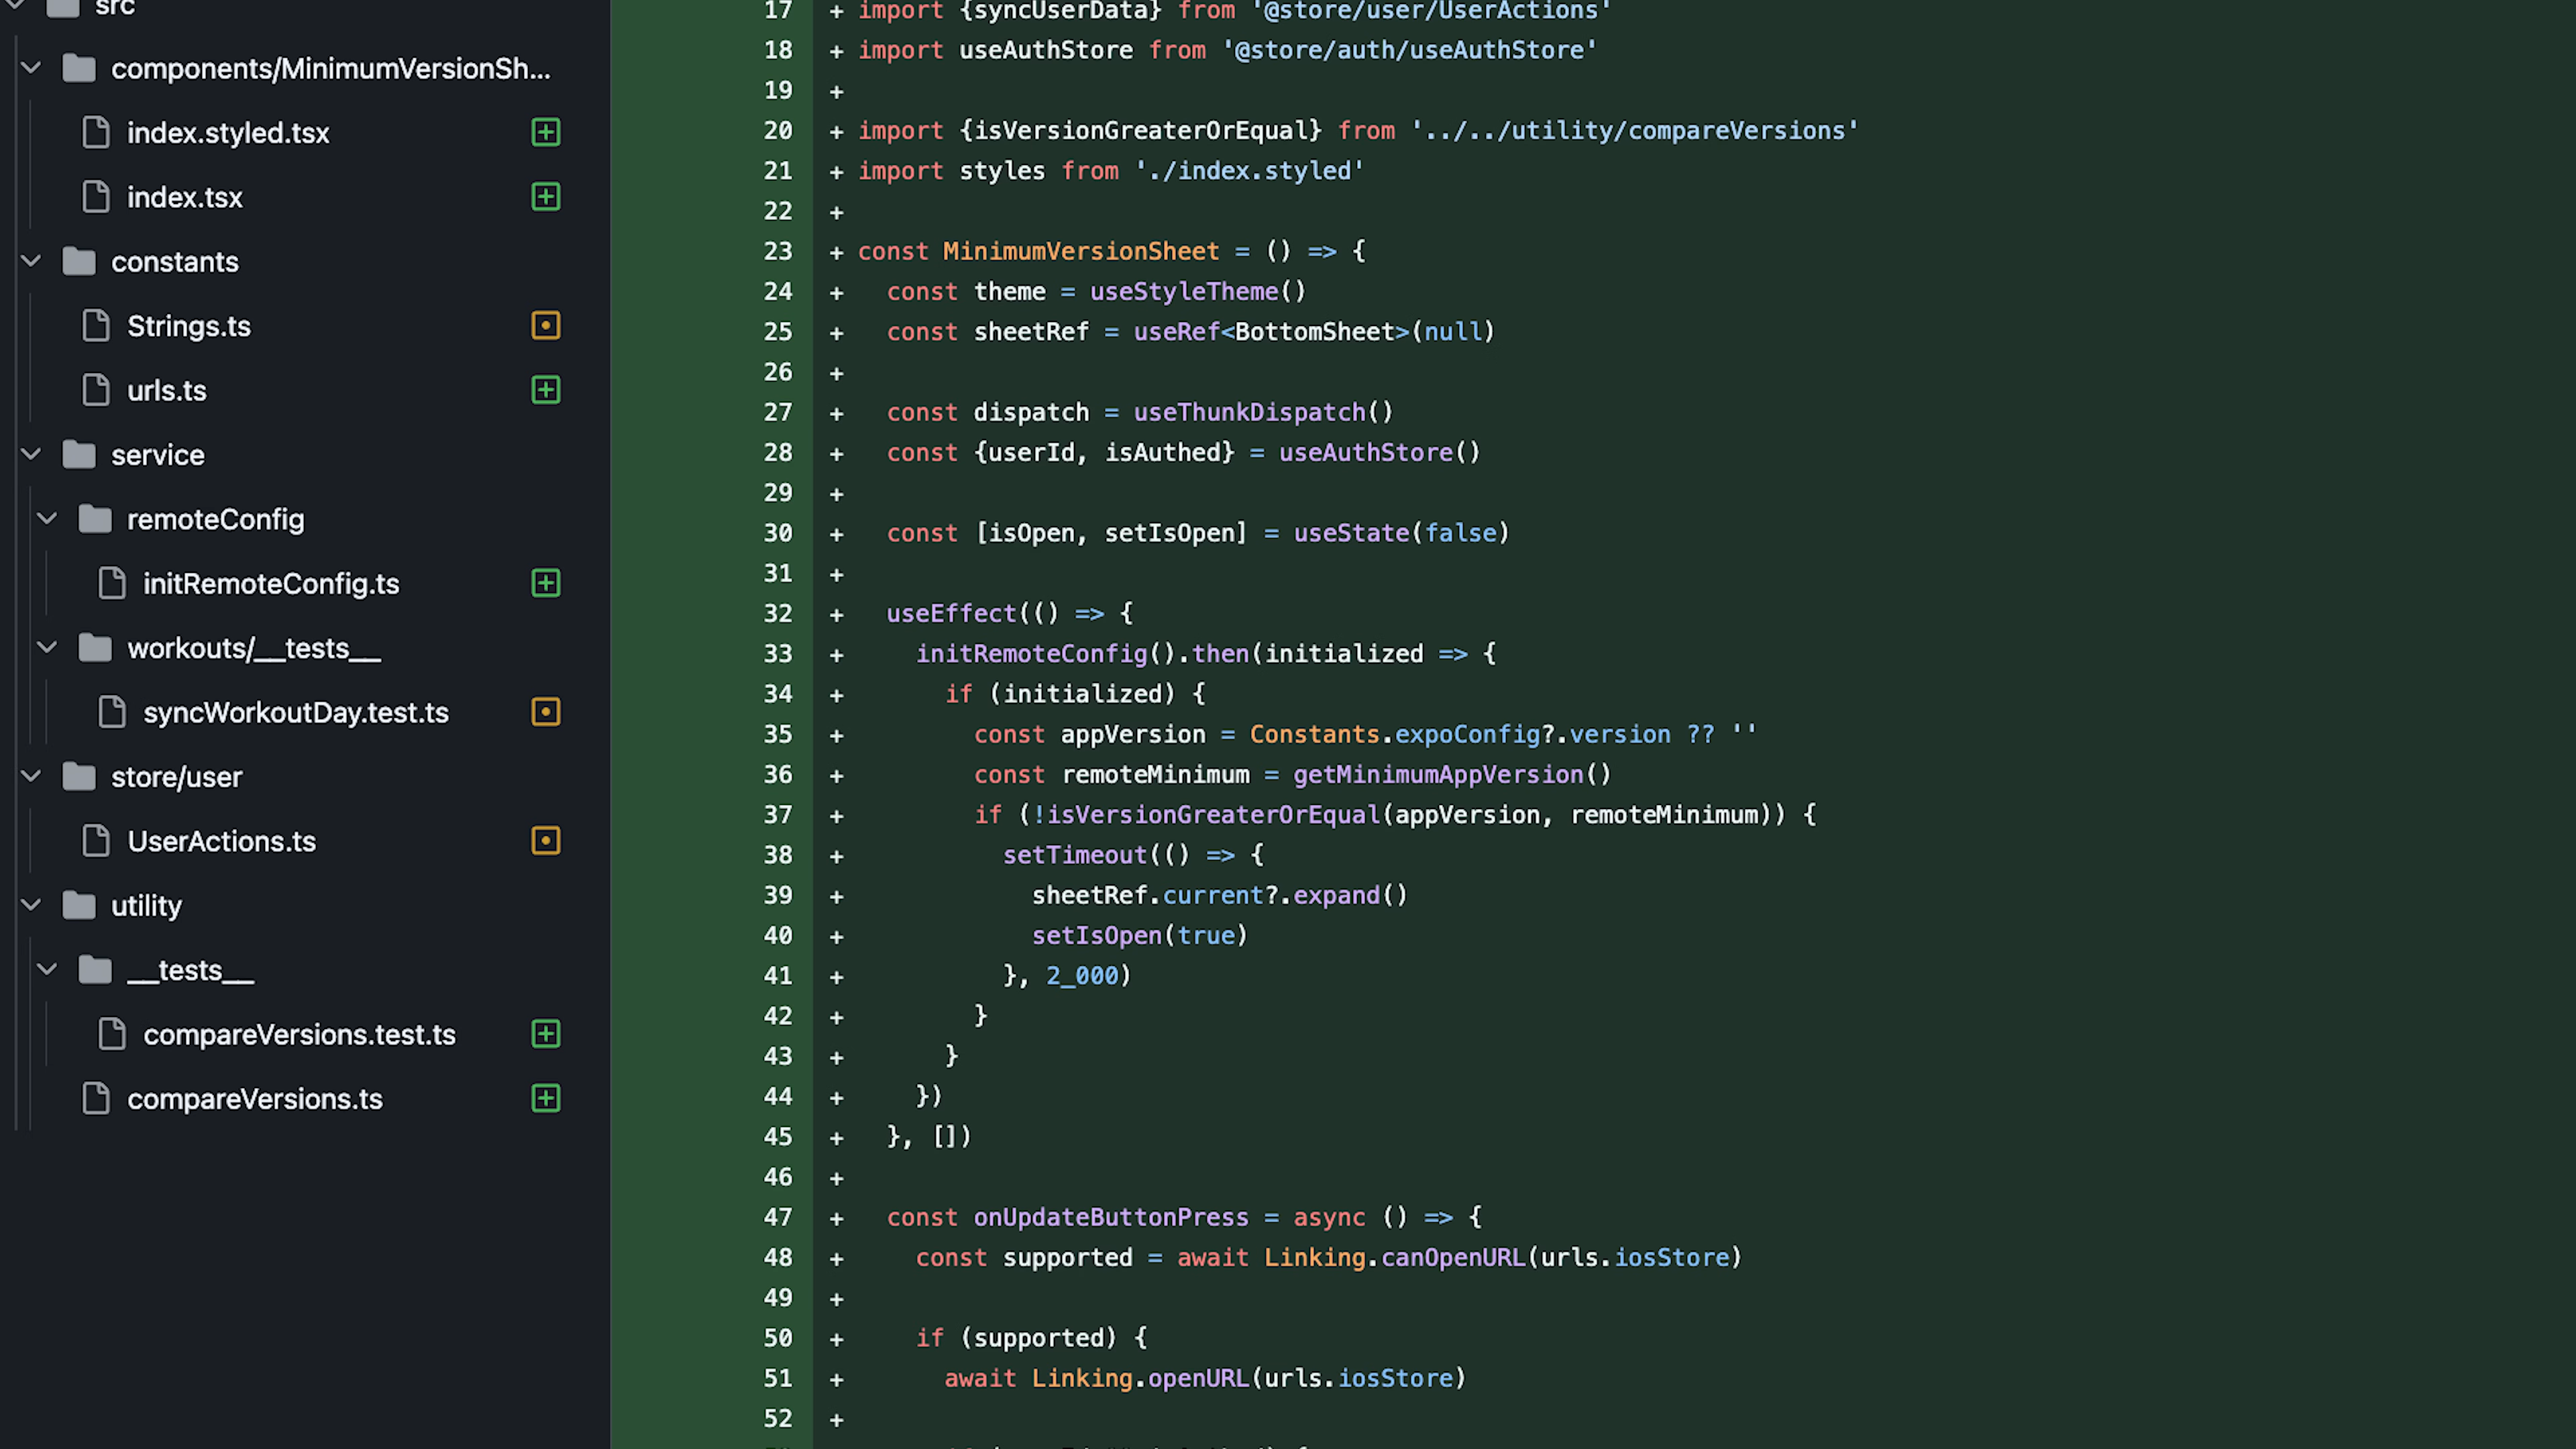 src
components/MinimumVersionSh...
index.styled.tsx
index.tsx
constants
Strings.ts
urls.ts
service
remoteConfig
initRemoteConfig.ts
workouts/__tests__
syncWorkoutDay.test.ts
store/user
UserActions.ts
utility
__tests__
compareVersions.test.ts
compareVersions.ts
17 + import {syncUserData} from '@store/user/UserActions'
18 + import useAuthStore from '@store/auth/useAuthStore'
19 +
20 + import {isVersionGreaterOrEqual} from '../../utility/compareVersions'
21 + import styles from './index.styled'
22 +
23 + const MinimumVersionSheet = () => {
24 +   const theme = useStyleTheme()
25 +   const sheetRef = useRef<BottomSheet>(null)
26 +
27 +   const dispatch = useThunkDispatch()
28 +   const {userId, isAuthed} = useAuthStore()
29 +
30 +   const [isOpen, setIsOpen] = useState(false)
31 +
32 +   useEffect(() => {
33 +     initRemoteConfig().then(initialized => {
34 +       if (initialized) {
35 +         const appVersion = Constants.expoConfig?.version ?? ''
36 +         const remoteMinimum = getMinimumAppVersion()
37 +         if (!isVersionGreaterOrEqual(appVersion, remoteMinimum)) {
38 +           setTimeout(() => {
39 +             sheetRef.current?.expand()
40 +             setIsOpen(true)
41 +           }, 2_000)
42 +         }
43 +       }
44 +     })
45 +   }, [])
46 +
47 +   const onUpdateButtonPress = async () => {
48 +     const supported = await Linking.canOpenURL(urls.iosStore)
49 +
50 +     if (supported) {
51 +       await Linking.openURL(urls.iosStore)
52 +